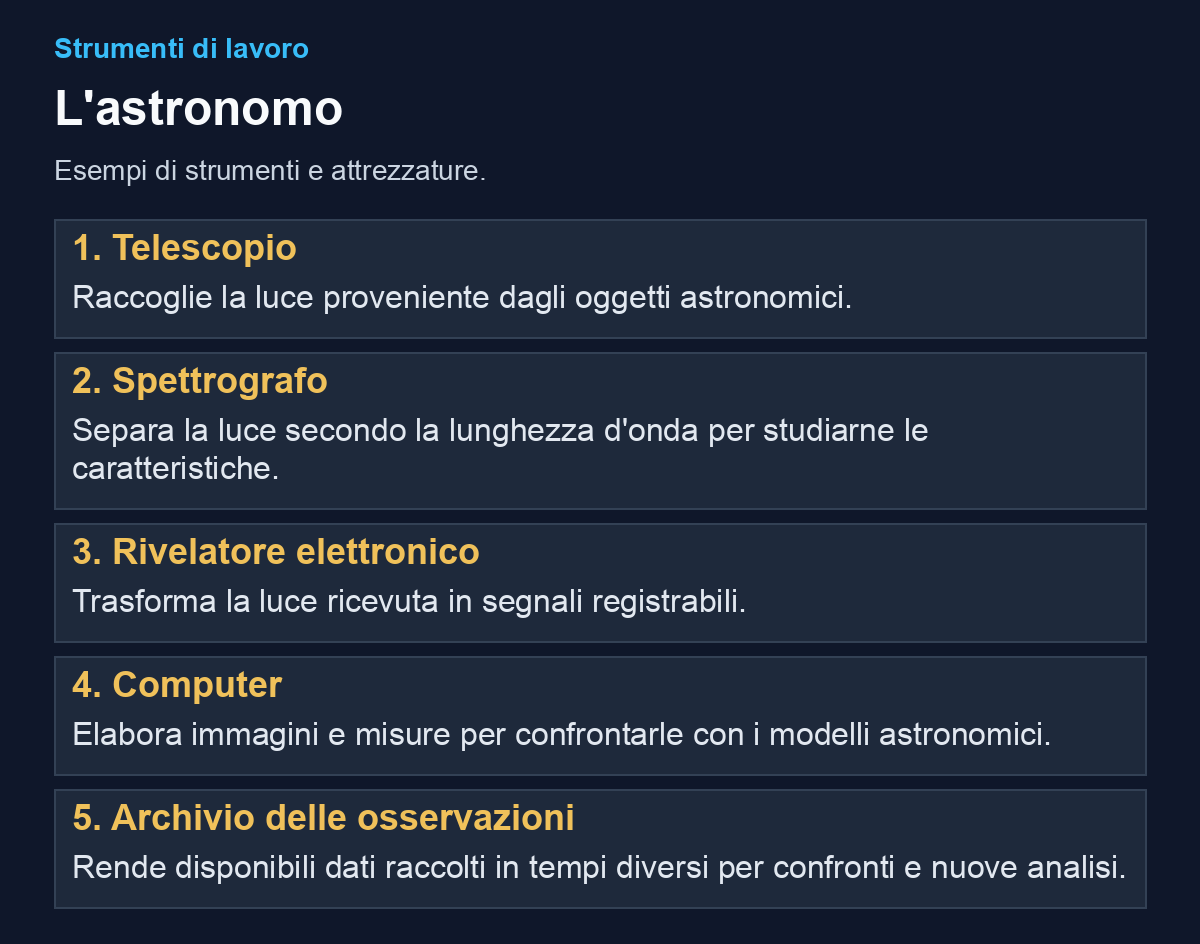 Strumenti di lavoro
L'astronomo
Esempi di strumenti e attrezzature.
1. Telescopio
Raccoglie la luce proveniente dagli oggetti astronomici.
2. Spettrografo
Separa la luce secondo la lunghezza d'onda per studiarne le
caratteristiche.
3. Rivelatore elettronico
Trasforma la luce ricevuta in segnali registrabili.
4. Computer
Elabora immagini e misure per confrontarle con i modelli astronomici.
5. Archivio delle osservazioni
Rende disponibili dati raccolti in tempi diversi per confronti e nuove analisi.